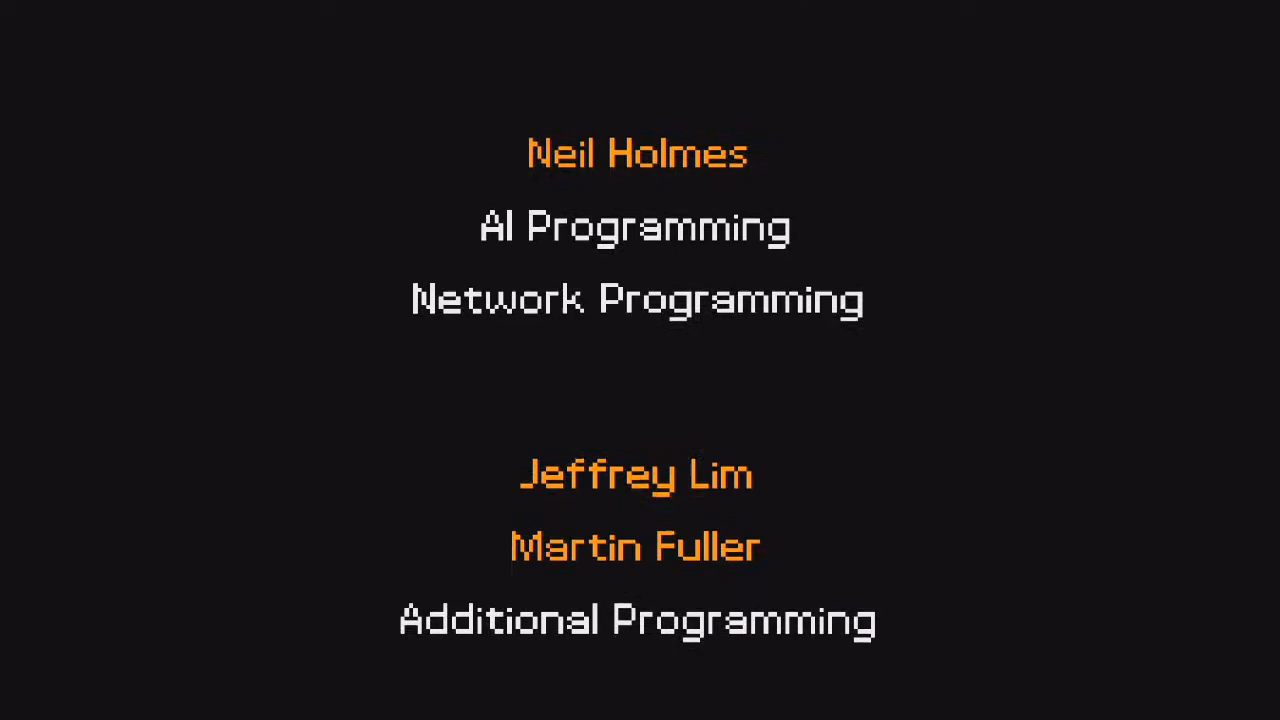 Neil Holmes
AI Programming
Network Programming
Jeffrey Lim
Martin Fuller
Additional Programming